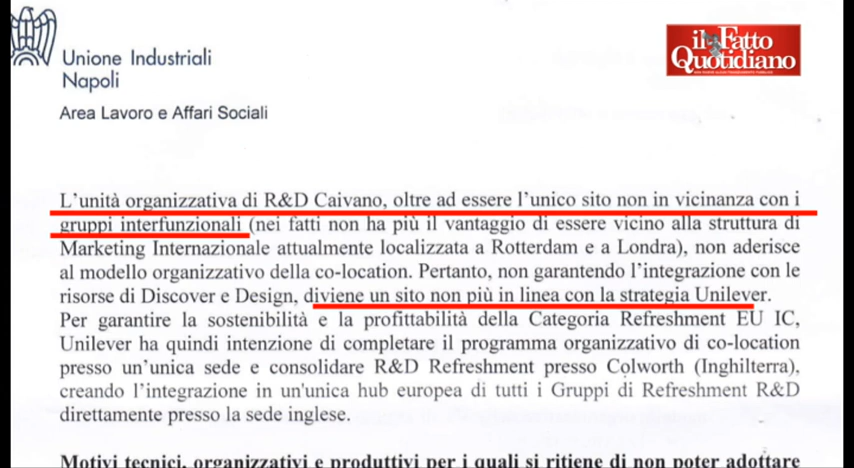 Unione Industriali
Napoli
Area Lavoro e Affari Sociali
il Fatto
Quotidiano
L'unità organizzativa di R&D Caivano, oltre ad essere l'unico sito non in vicinanza con i
gruppi interfunzionali (nei fatti non ha più il vantaggio di essere vicino alla struttura di
Marketing Internazionale attualmente localizzata a Rotterdam e a Londra), non aderisce
al modello organizzativo della co-location. Pertanto, non garantendo l'integrazione con le
risorse di Discover e Design, diviene un sito non più in linea con la strategia Unilever.
Per garantire la sostenibilità e la profittabilità della Categoria Refreshment EU IC,
Unilever ha quindi intenzione di completare il programma organizzativo di co-location
presso un'unica sede e consolidare R&D Refreshment presso Colworth (Inghilterra),
creando l'integrazione in un'unica hub europea di tutti i Gruppi di Refreshment R&D
direttamente presso la sede inglese.
Motivi tecnici, organizzativi e produttivi per i quali si ritiene di non poter adottare